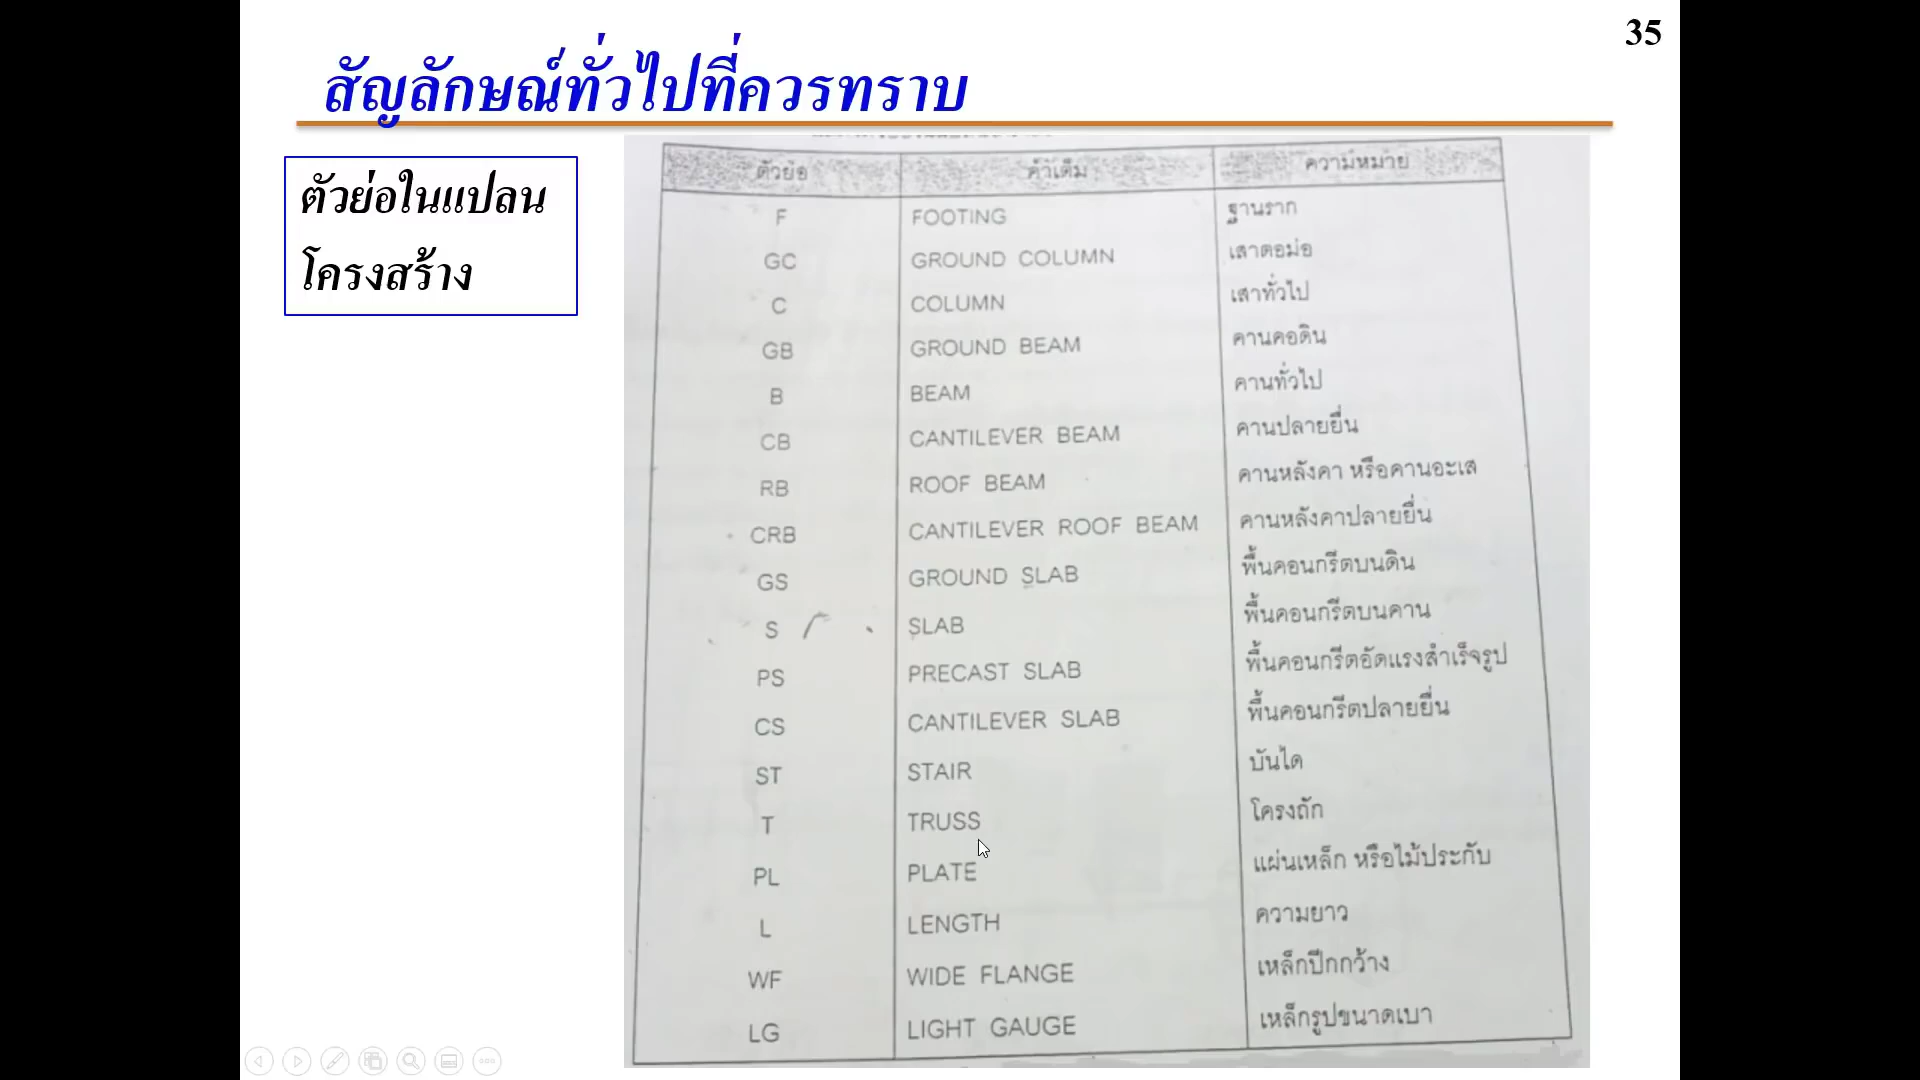 35
สัญลักษณ์ทั่วไปที่ควรทราบ
ตัวย่อในแปลน
โครงสร้าง
ตัวย่อ คำเต็ม ความหมาย
F FOOTING ฐานราก
GC GROUND COLUMN เสาตอม่อ
C COLUMN เสาทั่วไป
GB GROUND BEAM คานคอดิน
B BEAM คานทั่วไป
CB CANTILEVER BEAM คานปลายยื่น
RB ROOF BEAM คานหลังคา หรือคานอะเส
CRB CANTILEVER ROOF BEAM คานหลังคาปลายยื่น
GS GROUND SLAB พื้นคอนกรีตบนดิน
S SLAB พื้นคอนกรีตบนคาน
PS PRECAST SLAB พื้นคอนกรีตอัดแรงสำเร็จรูป
CS CANTILEVER SLAB พื้นคอนกรีตปลายยื่น
ST STAIR บันได
T TRUSS โครงถัก
PL PLATE แผ่นเหล็ก หรือไม้ประกับ
L LENGTH ความยาว
WF WIDE FLANGE เหล็กปีกกว้าง
LG LIGHT GAUGE เหล็กรูปขนาดเบา